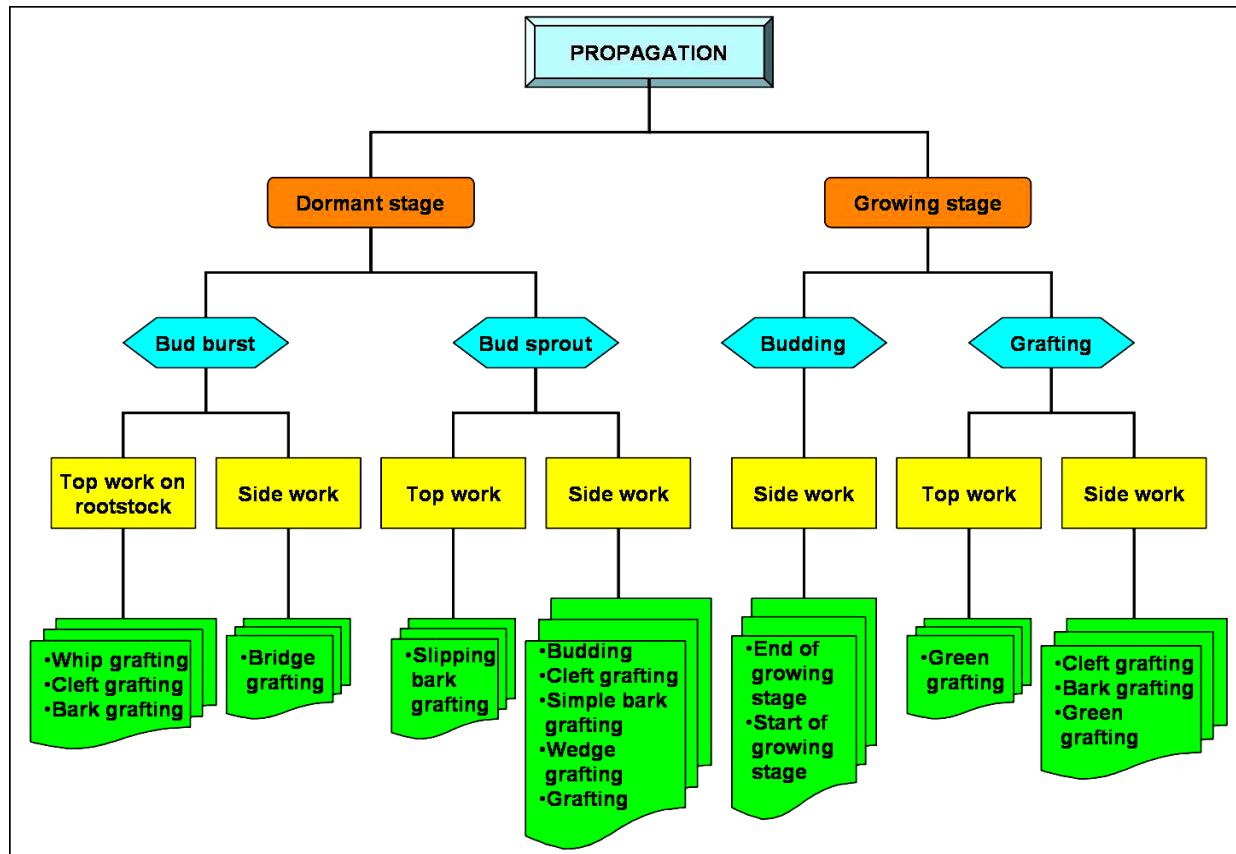 PROPAGATION
Dormant stage
Growing stage
Bud burst
Bud sprout
Budding
Grafting
Top work on
rootstock
Side work
Top work
Side work
Side work
Top work
Side work
•Whip grafting
•Cleft grafting
•Bark grafting
•Bridge
grafting
•Slipping
bark
grafting
•Budding
•Cleft grafting
•Simple bark
grafting
•Wedge
grafting
•Grafting
•End of
growing
stage
•Start of
growing
stage
•Green
grafting
•Cleft grafting
•Bark grafting
•Green
grafting